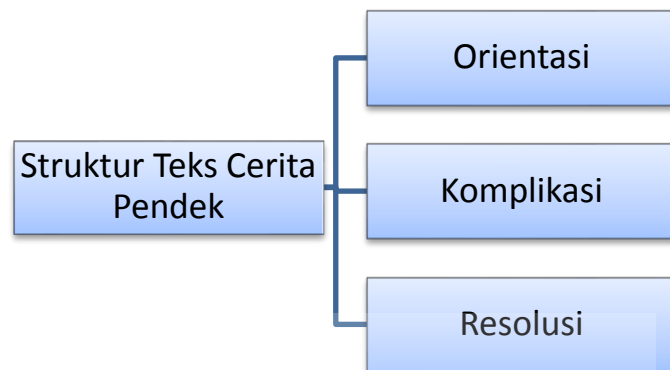 Orientasi
Struktur Teks Cerita
Pendek
Komplikasi
Resolusi